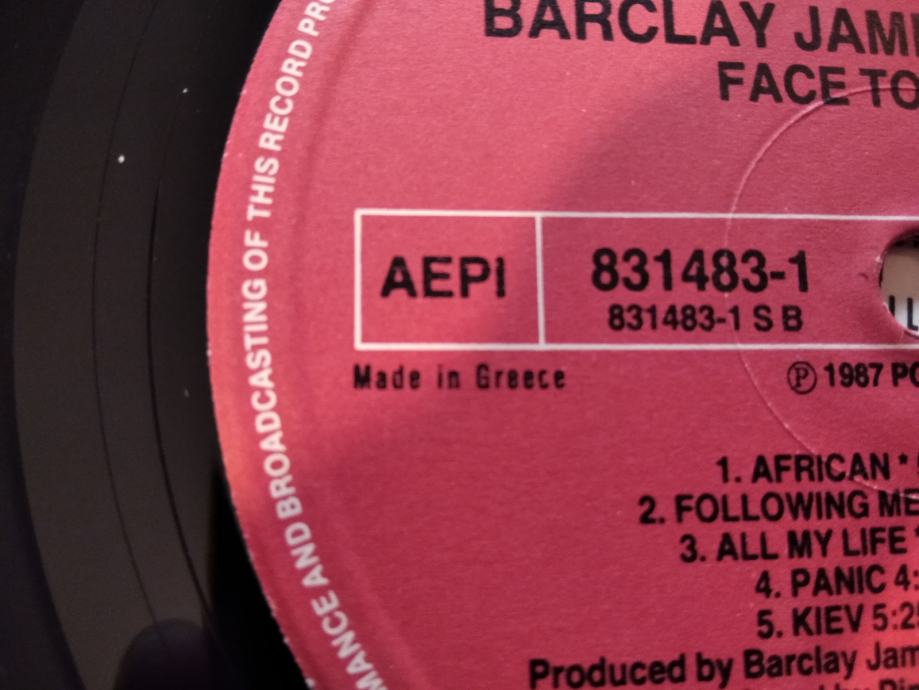 BARCLAY JAM
FACE TO
AEPI
831483-1
831483-1 S B
Made in Greece
℗ 1987 PO
1. AFRICAN *
2. FOLLOWING ME
3. ALL MY LIFE *
4. PANIC 4:
5. KIEV 5:2
Produced by Barclay Jam
MANCE AND BROADCASTING OF THIS RECORD PRO